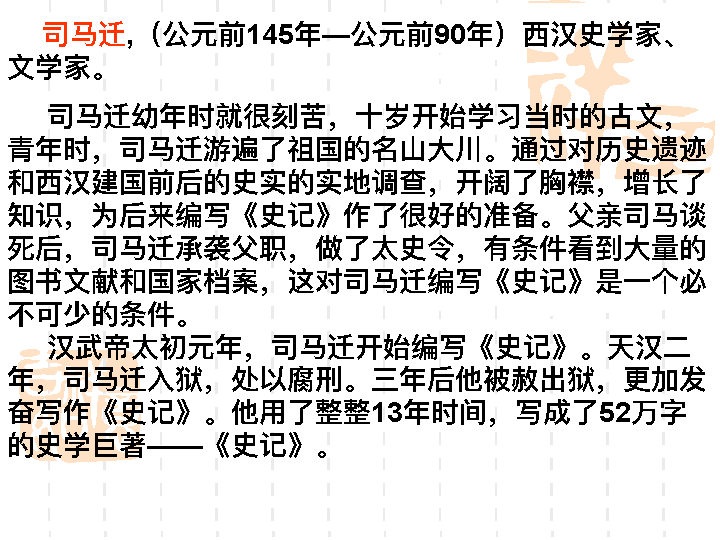 司马迁,（公元前145年—公元前90年）西汉史学家、
文学家。
司马迁幼年时就很刻苦，十岁开始学习当时的古文，
青年时，司马迁游遍了祖国的名山大川。通过对历史遗迹
和西汉建国前后的史实的实地调查，开阔了胸襟，增长了
知识，为后来编写《史记》作了很好的准备。父亲司马谈
死后，司马迁承袭父职，做了太史令，有条件看到大量的
图书文献和国家档案，这对司马迁编写《史记》是一个必
不可少的条件。
汉武帝太初元年，司马迁开始编写《史记》。天汉二
年，司马迁入狱，处以腐刑。三年后他被赦出狱，更加发
奋写作《史记》。他用了整整13年时间，写成了52万字
的史学巨著——《史记》。